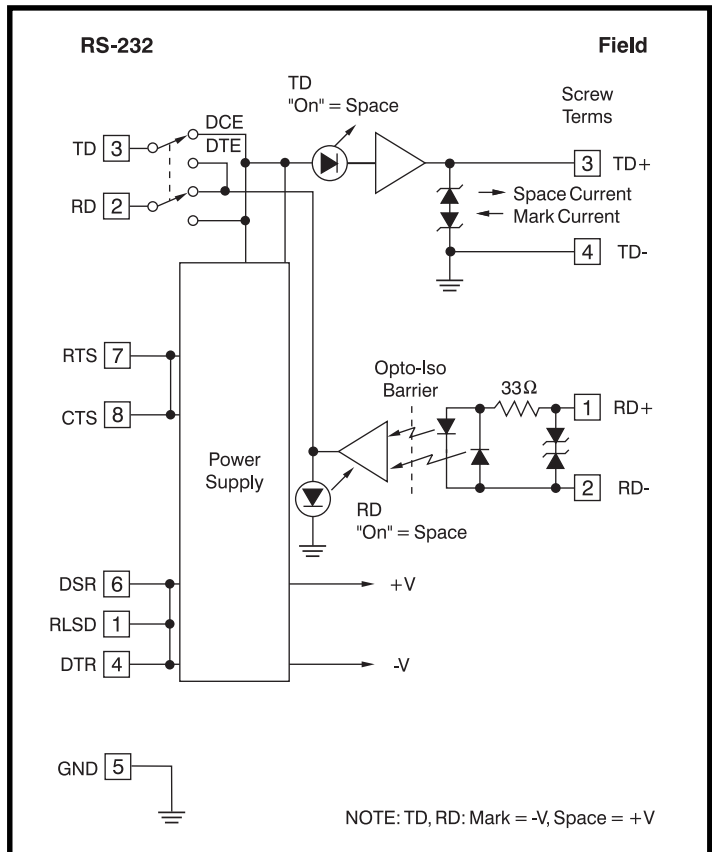 RS-232
Field
TD
"On" = Space
Screw
Terms
DCE
TD 3
DTE
3 TD+
RD 2
Space Current
Mark Current
4 TD-
RTS 7
Opto-Iso
Barrier
33Ω
1 RD+
CTS 8
Power
Supply
2 RD-
RD
"On" = Space
DSR 6
+V
RLSD 1
DTR 4
-V
GND 5
NOTE: TD, RD: Mark = -V, Space = +V